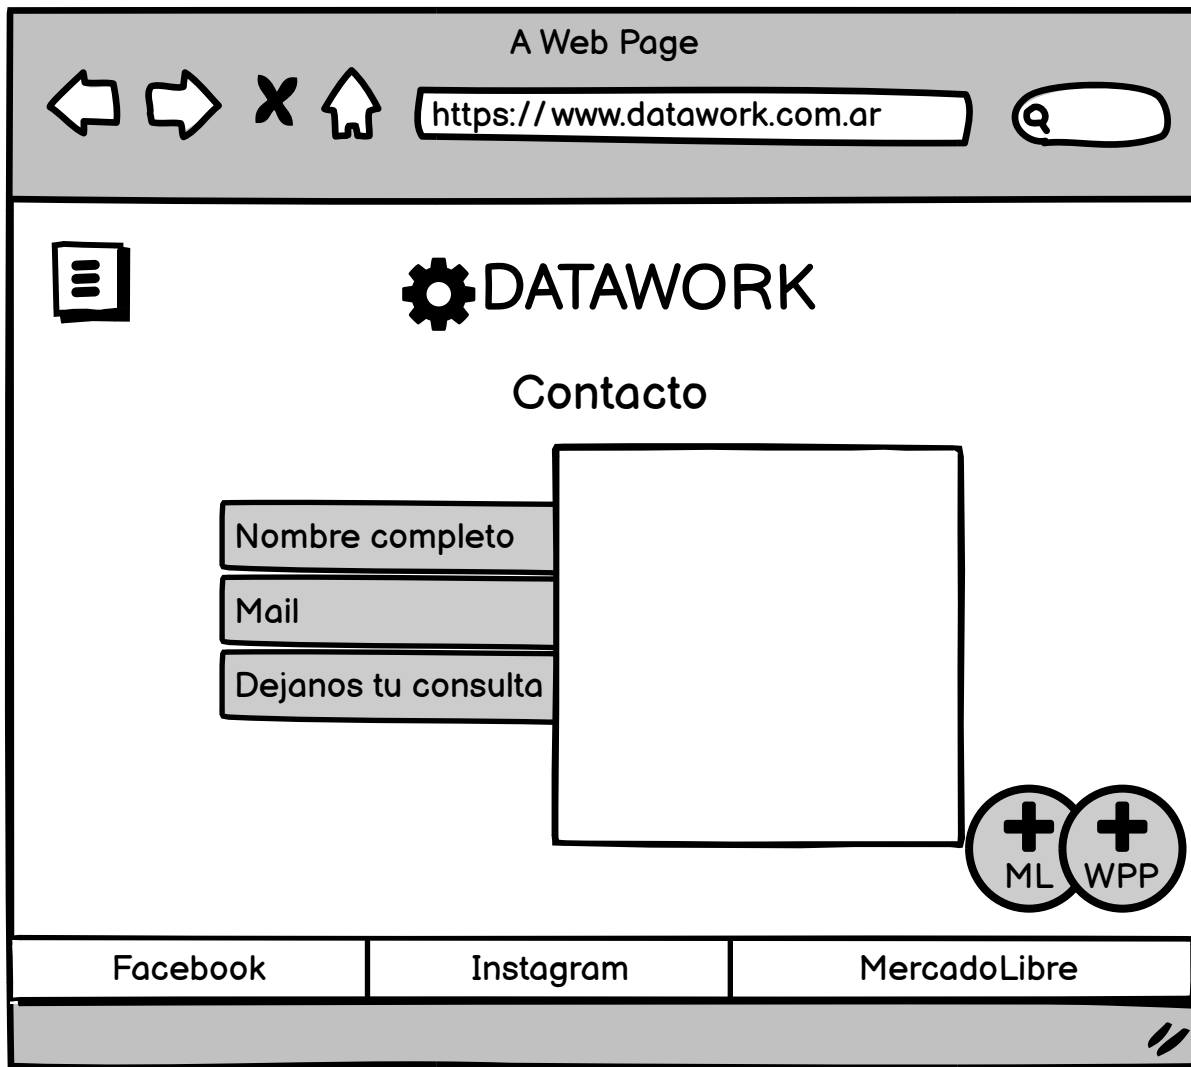 A Web Page
https://www.datawork.com.ar
DATAWORK
Contacto
Nombre completo
Mail
Dejanos tu consulta
ML
WPP
Facebook
Instagram
MercadoLibre